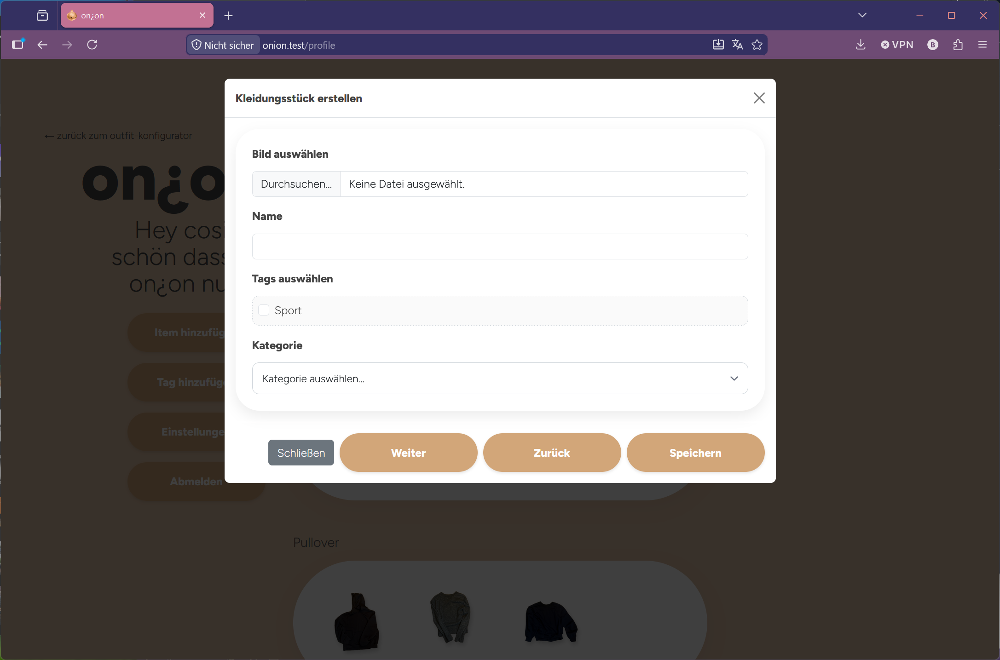 on¿on
Nicht sicher
onion.test/profile
VPN
B
Kleidungsstück erstellen
← zurück zum outfit-konfigurator
Bild auswählen
Durchsuchen... Keine Datei ausgewählt.
on¿o
Name
Hey cosi
schön dass
Tags auswählen
on¿on nu
Sport
Item hinzufüg
Kategorie
Kategorie auswählen...
Tag hinzufüg
Einstellunge
Schließen
Weiter
Zurück
Speichern
Abmelden
Pullover